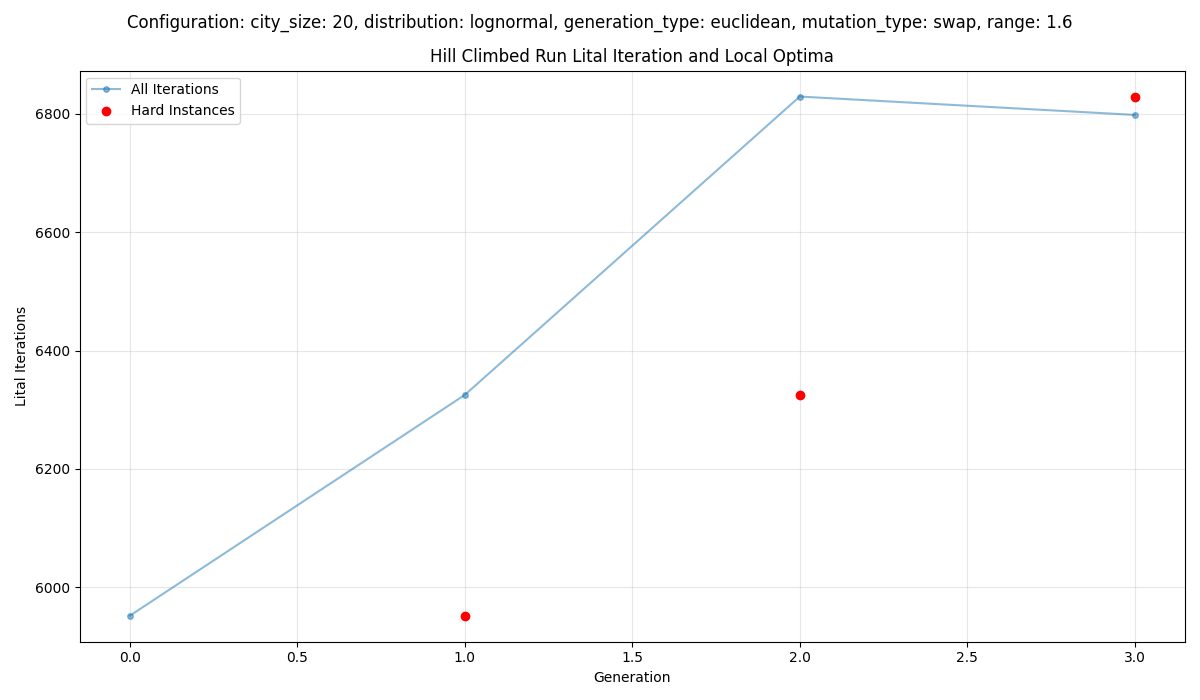 Configuration: city_size: 20, distribution: lognormal, generation_type: euclidean, mutation_type: swap, range: 1.6
Hill Climbed Run Lital Iteration and Local Optima
All Iterations
Hard Instances
6800
6600
6400
6200
6000
Lital Iterations
0.0 0.5 1.0 1.5 2.0 2.5 3.0
Generation